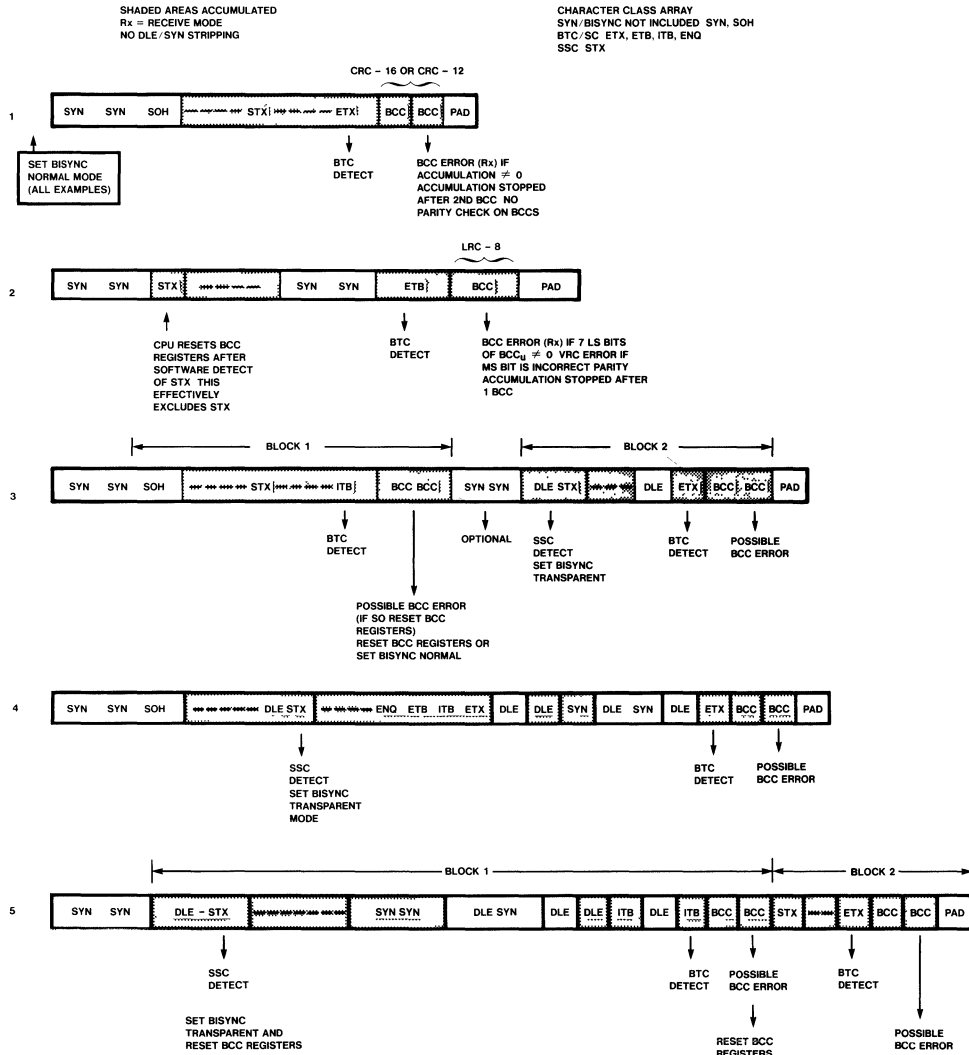 SHADED AREAS ACCUMULATED
Rx = RECEIVE MODE
NO DLE/SYN STRIPPING
CHARACTER CLASS ARRAY
SYN/BISYNC NOT INCLUDED SYN, SOH
BTC/SC ETX, ETB, ITB, ENQ
SSC STX
CRC – 16 OR CRC – 12
1
SYN SYN SOH STX ETX BCC BCC PAD
SET BISYNC
NORMAL MODE
(ALL EXAMPLES)
BTC
DETECT
BCC ERROR (Rx) IF
ACCUMULATION ≠ 0
ACCUMULATION STOPPED
AFTER 2ND BCC NO
PARITY CHECK ON BCCS
LRC – 8
2
SYN SYN STX SYN SYN ETB BCC PAD
CPU RESETS BCC
REGISTERS AFTER
SOFTWARE DETECT
OF STX THIS
EFFECTIVELY
EXCLUDES STX
BTC
DETECT
BCC ERROR (Rx) IF 7 LS BITS
OF BCCu ≠ 0 VRC ERROR IF
MS BIT IS INCORRECT PARITY
ACCUMULATION STOPPED AFTER
1 BCC
BLOCK 1
BLOCK 2
3
SYN SYN SOH STX ITB BCC BCC SYN SYN DLE STX DLE ETX BCC BCC PAD
BTC
DETECT
POSSIBLE BCC ERROR
(IF SO RESET BCC
REGISTERS)
RESET BCC REGISTERS OR
SET BISYNC NORMAL
OPTIONAL
SSC
DETECT
SET BISYNC
TRANSPARENT
BTC
DETECT
POSSIBLE
BCC ERROR
4
SYN SYN SOH DLE STX ENQ ETB ITB ETX DLE DLE SYN DLE SYN DLE ETX BCC BCC PAD
SSC
DETECT
SET BISYNC
TRANSPARENT
MODE
BTC
DETECT
POSSIBLE
BCC ERROR
BLOCK 1
BLOCK 2
5
SYN SYN DLE – STX SYN SYN DLE SYN DLE DLE ITB DLE ITB BCC BCC STX ETX BCC BCC PAD
SSC
DETECT
SET BISYNC
TRANSPARENT AND
RESET BCC REGISTERS
BTC
DETECT
POSSIBLE
BCC ERROR
RESET BCC
REGISTERS
BTC
DETECT
POSSIBLE
BCC ERROR